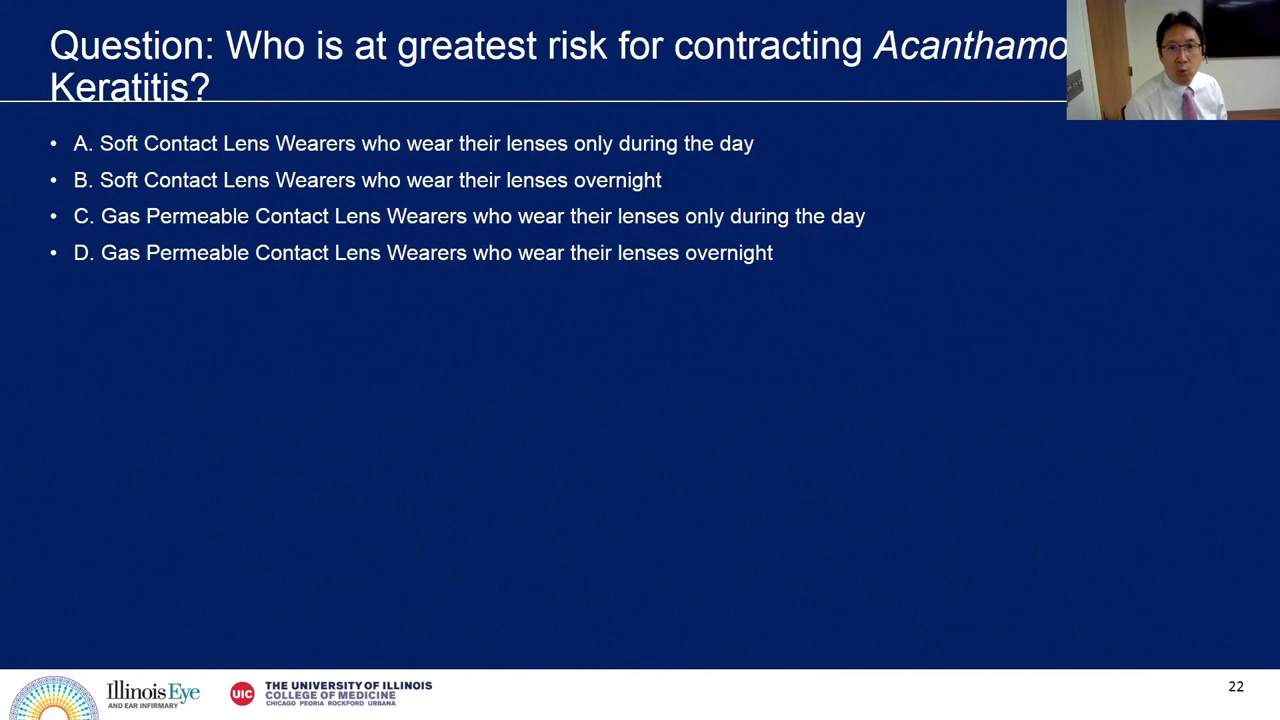 Question: Who is at greatest risk for contracting Acanthamo
Keratitis?
• A. Soft Contact Lens Wearers who wear their lenses only during the day
• B. Soft Contact Lens Wearers who wear their lenses overnight
• C. Gas Permeable Contact Lens Wearers who wear their lenses only during the day
• D. Gas Permeable Contact Lens Wearers who wear their lenses overnight
Illinois Eye
AND EAR INFIRMARY
UIC
THE UNIVERSITY OF ILLINOIS
COLLEGE OF MEDICINE
CHICAGO PEORIA ROCKFORD URBANA
22